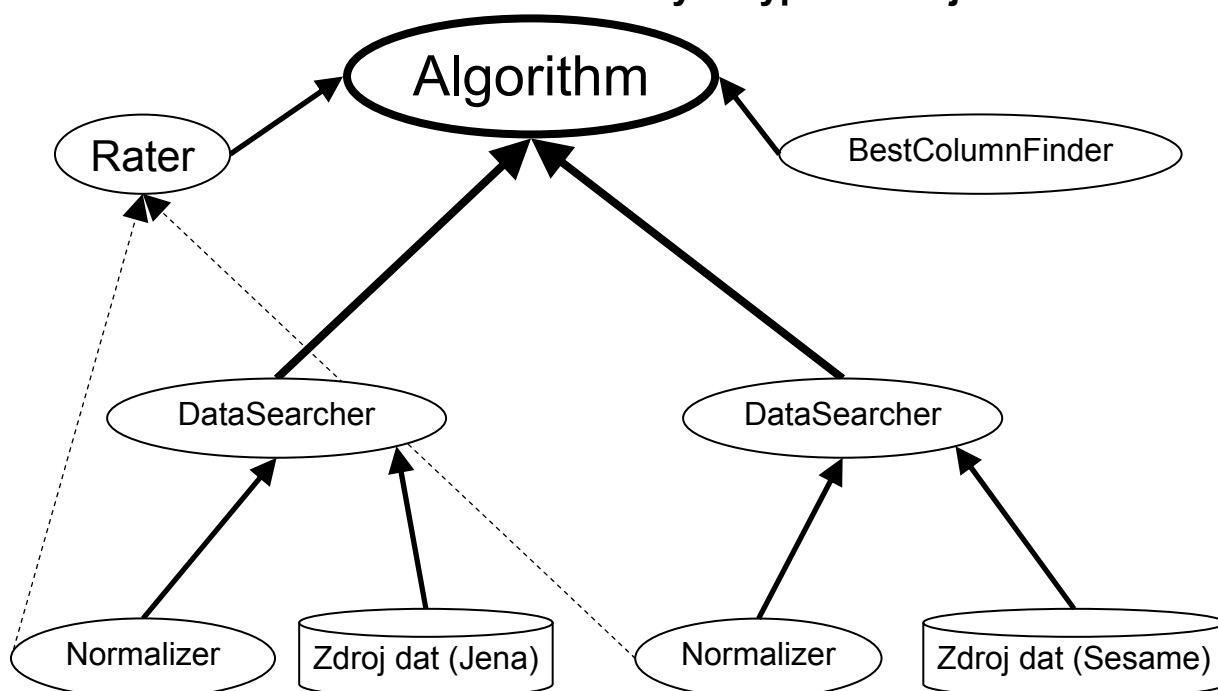 Algorithm
Rater
BestColumnFinder
DataSearcher
DataSearcher
Normalizer
Zdroj dat (Jena)
Normalizer
Zdroj dat (Sesame)